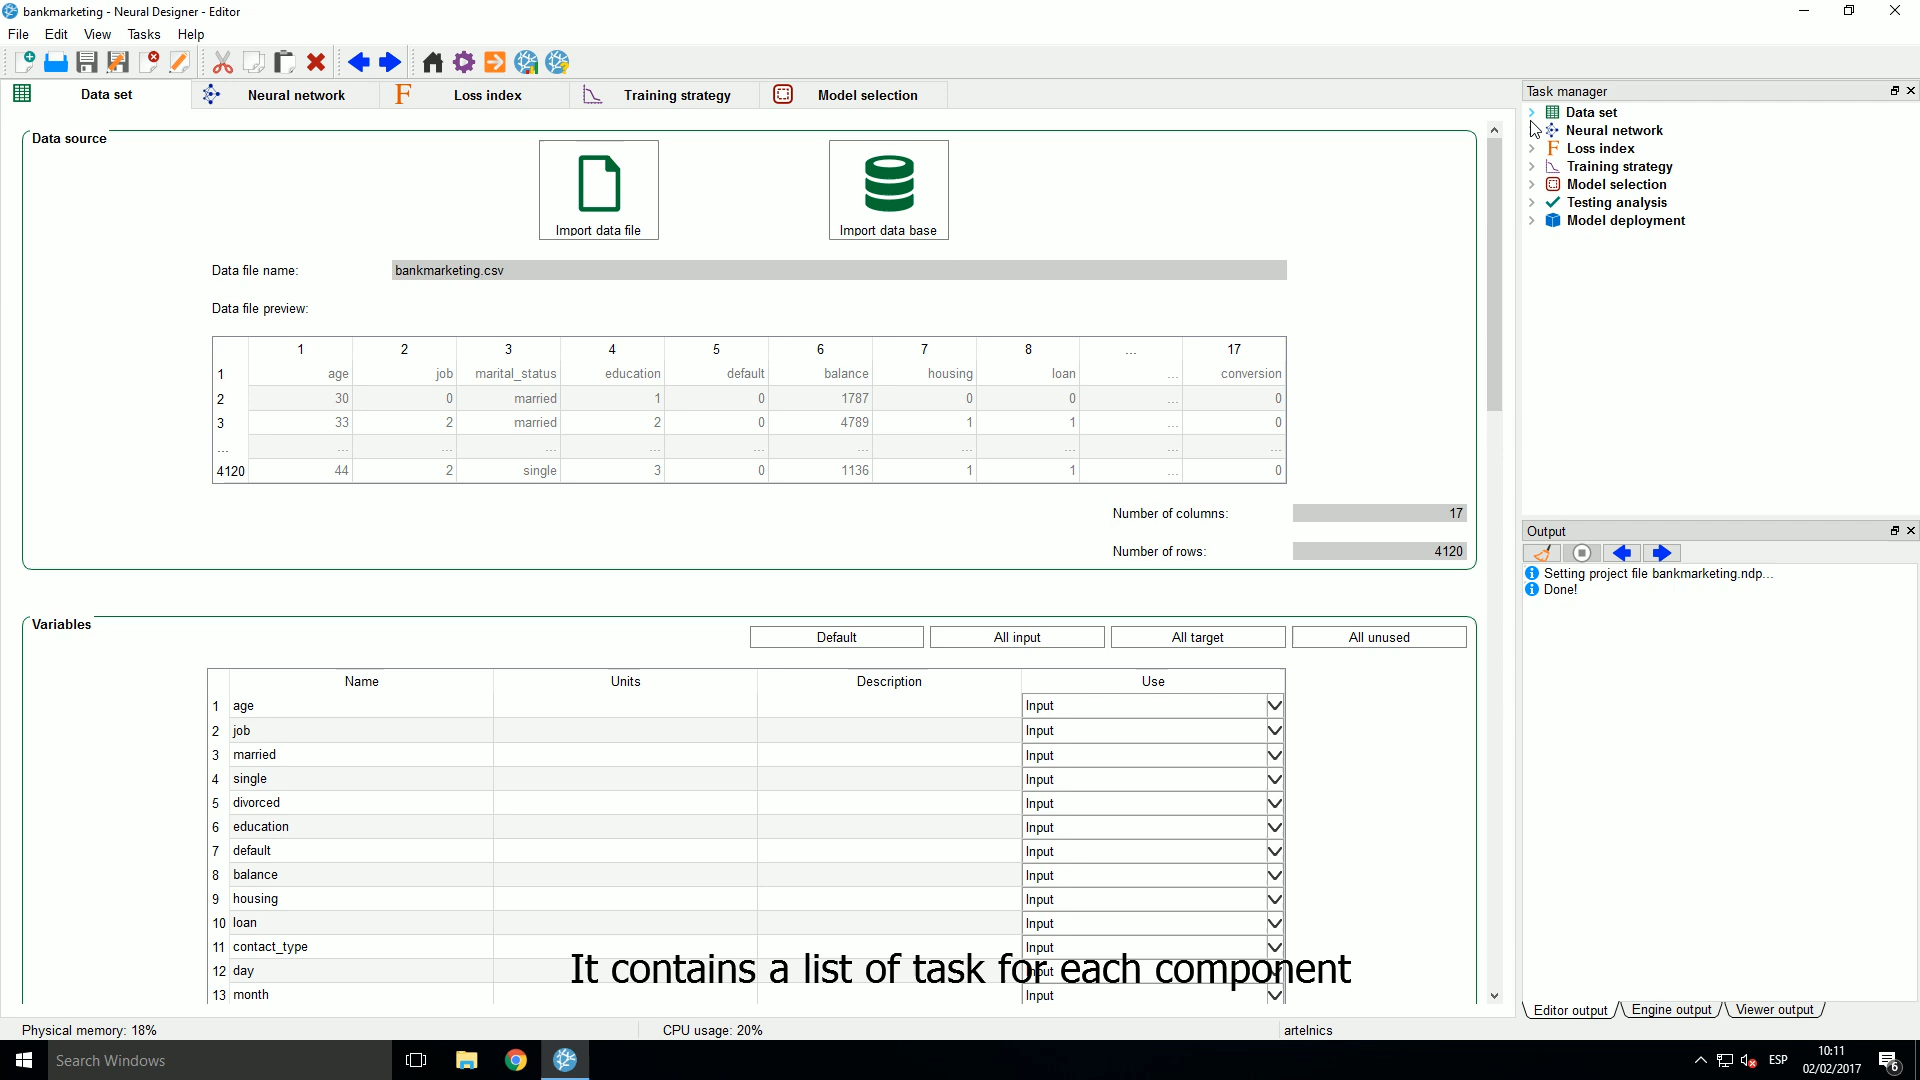 bankmarketing - Neural Designer - Editor
File Edit View Tasks Help
Data set Neural network Loss index Training strategy Model selection
Data source
Import data file Import data base
Data file name: bankmarketing.csv
Data file preview:
1 2 3 4 5 6 7 8 ... 17
1 age job marital_status education default balance housing loan ... conversion
2 30 0 married 1 0 1787 0 0 ... 0
3 33 2 married 2 0 4789 1 1 ... 0
... ... ... ... ... ... ... ... ... ... ...
4120 44 2 single 3 0 1136 1 1 ... 0
Number of columns: 17
Number of rows: 4120
Variables
Default All input All target All unused
Name Units Description Use
1 age Input
2 job Input
3 married Input
4 single Input
5 divorced Input
6 education Input
7 default Input
8 balance Input
9 housing Input
10 loan Input
11 contact_type Input
12 day Input
13 month Input
It contains a list of task for each component
Task manager
Data set
Neural network
Loss index
Training strategy
Model selection
Testing analysis
Model deployment
Output
Setting project file bankmarketing.ndp...
Done!
Editor output Engine output Viewer output
Physical memory: 18% CPU usage: 20% artelnics
Search Windows
ESP
10:11
02/02/2017
6